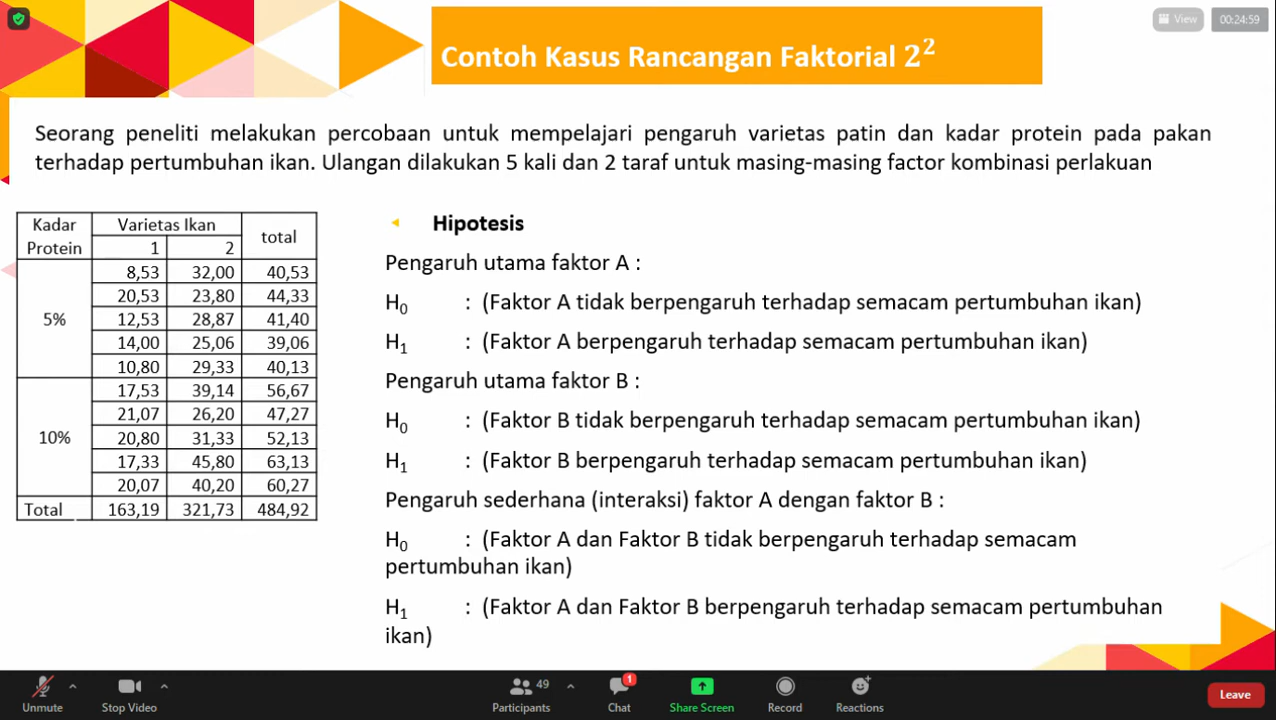 View
00:24:59
Contoh Kasus Rancangan Faktorial 2²
Seorang peneliti melakukan percobaan untuk mempelajari pengaruh varietas patin dan kadar protein pada pakan
terhadap pertumbuhan ikan. Ulangan dilakukan 5 kali dan 2 taraf untuk masing-masing factor kombinasi perlakuan
Kadar Protein Varietas Ikan total
1 2
5% 8,53 32,00 40,53
20,53 23,80 44,33
12,53 28,87 41,40
14,00 25,06 39,06
10,80 29,33 40,13
10% 17,53 39,14 56,67
21,07 26,20 47,27
20,80 31,33 52,13
17,33 45,80 63,13
20,07 40,20 60,27
Total 163,19 321,73 484,92
Hipotesis
Pengaruh utama faktor A :
H₀ : (Faktor A tidak berpengaruh terhadap semacam pertumbuhan ikan)
H₁ : (Faktor A berpengaruh terhadap semacam pertumbuhan ikan)
Pengaruh utama faktor B :
H₀ : (Faktor B tidak berpengaruh terhadap semacam pertumbuhan ikan)
H₁ : (Faktor B berpengaruh terhadap semacam pertumbuhan ikan)
Pengaruh sederhana (interaksi) faktor A dengan faktor B :
H₀ : (Faktor A dan Faktor B tidak berpengaruh terhadap semacam
pertumbuhan ikan)
H₁ : (Faktor A dan Faktor B berpengaruh terhadap semacam pertumbuhan
ikan)
Unmute
Stop Video
49
Participants
1
Chat
Share Screen
Record
Reactions
Leave